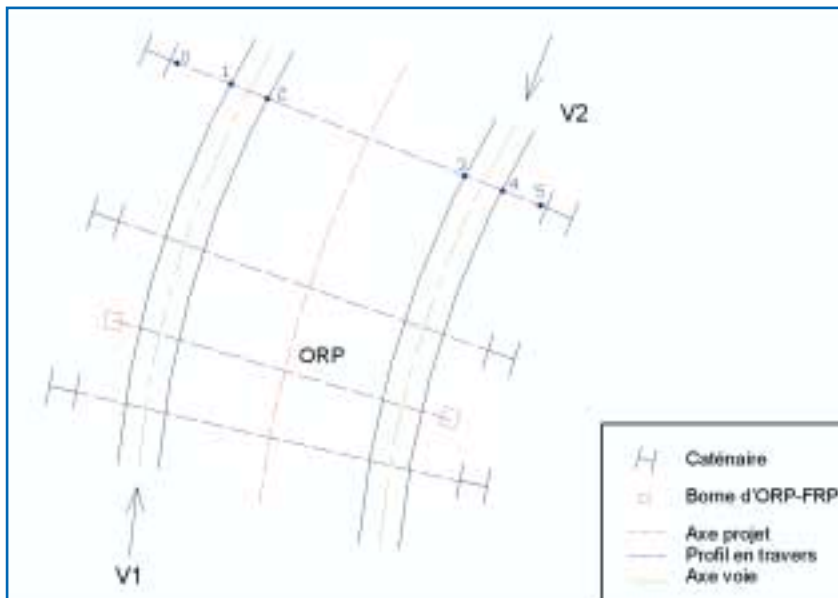 0
1
2
V2
3
4
5
ORP
V1
Caténaire
Borne d'ORP-FRP
Axe projet
Profil en travers
Axe voie